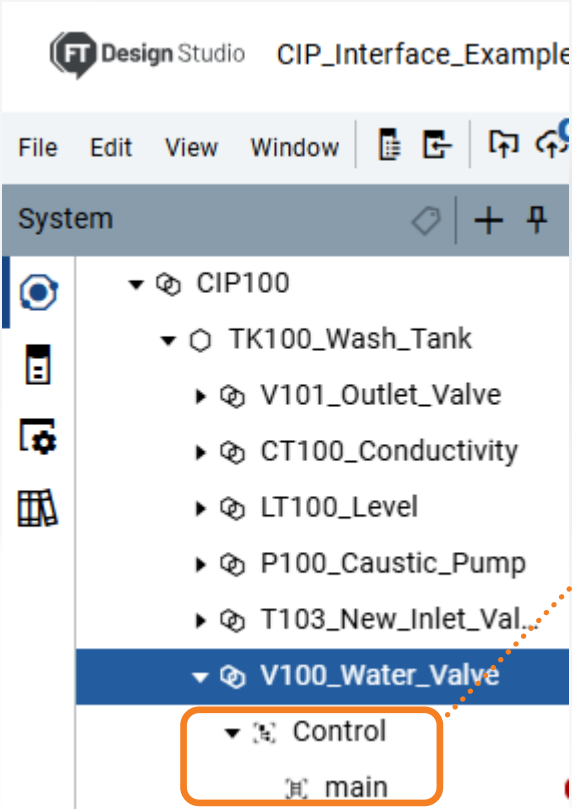 FT Design Studio CIP_Interface_Example
File Edit View Window
System
CIP100
TK100_Wash_Tank
V101_Outlet_Valve
CT100_Conductivity
LT100_Level
P100_Caustic_Pump
T103_New_Inlet_Val...
V100_Water_Valve
Control
main